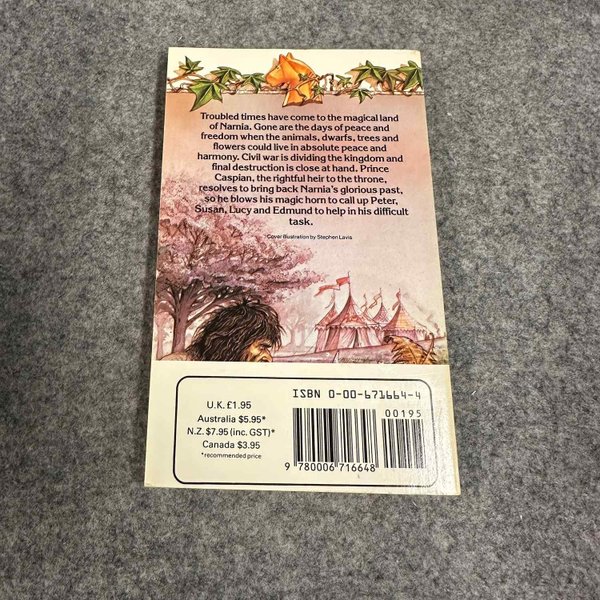 Troubled times have come to the magical land
of Narnia. Gone are the days of peace and
freedom when the animals, dwarfs, trees and
flowers could live in absolute peace and
harmony. Civil war is dividing the kingdom and
final destruction is close at hand. Prince
Caspian, the rightful heir to the throne,
resolves to bring back Narnia's glorious past,
so he blows his magic horn to call up Peter,
Susan, Lucy and Edmund to help in his difficult
task.
Cover illustration by Stephen Lavis
U.K. £1.95
Australia $5.95*
N.Z. $7.95 (inc. GST)*
Canada $3.95
*recommended price
ISBN 0-00-671664-4
00195
9 780006 716648